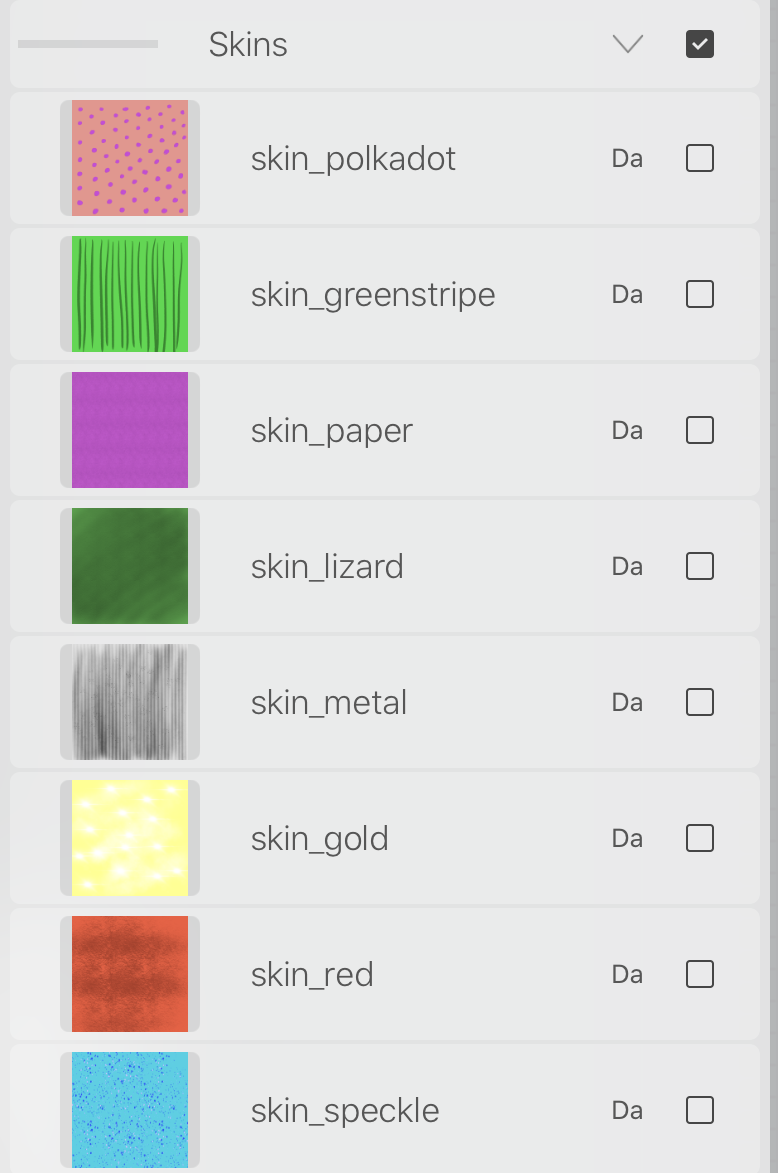 Skins
skin_polkadot Da
skin_greenstripe Da
skin_paper Da
skin_lizard Da
skin_metal Da
skin_gold Da
skin_red Da
skin_speckle Da